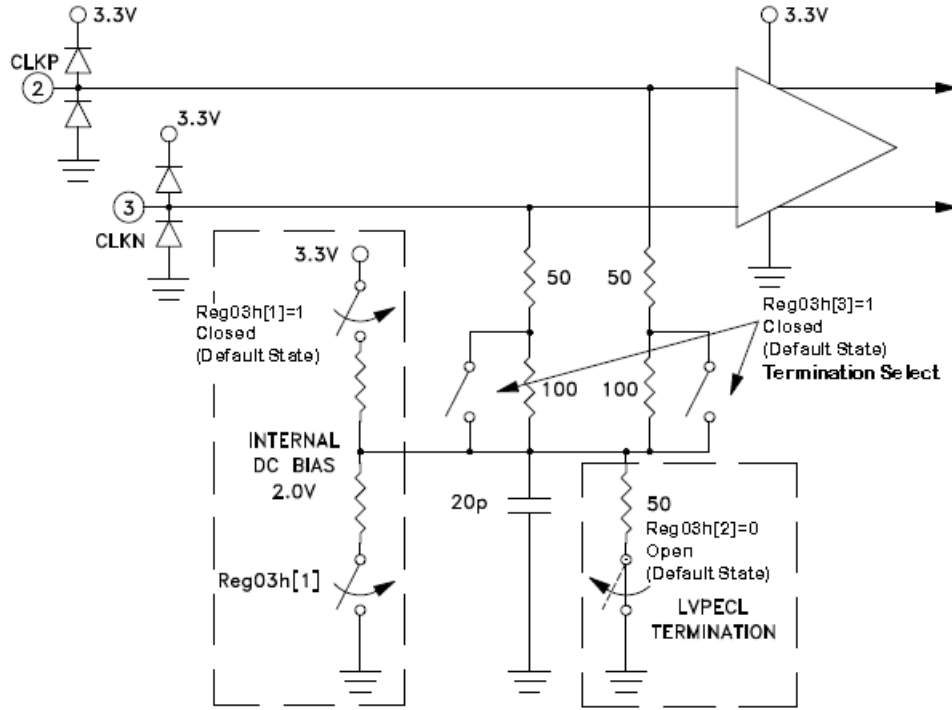 3.3V
3.3V
CLKP
2
3.3V
3
CLKN
3.3V
50
50
Reg03h[1]=1
Closed
(Default State)
Reg03h[3]=1
Closed
(Default State)
Termination Select
100
100
INTERNAL
DC BIAS
2.0V
20p
50
Reg03h[2]=0
Open
(Default State)
Reg03h[1]
LVPECL
TERMINATION